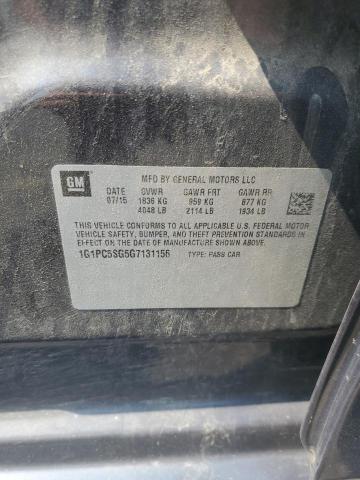 GM
MFD BY GENERAL MOTORS LLC
DATE GVWR GAWR FRT GAWR RR
07/15 1836 KG 959 KG 877 KG
4048 LB 2114 LB 1934 LB
THIS VEHICLE CONFORMS TO ALL APPLICABLE U.S. FEDERAL MOTOR
VEHICLE SAFETY, BUMPER, AND THEFT PREVENTION STANDARDS IN
EFFECT ON THE DATE OF MANUFACTURE SHOWN ABOVE.
1G1PC5SG5G7131156 TYPE: PASS CAR